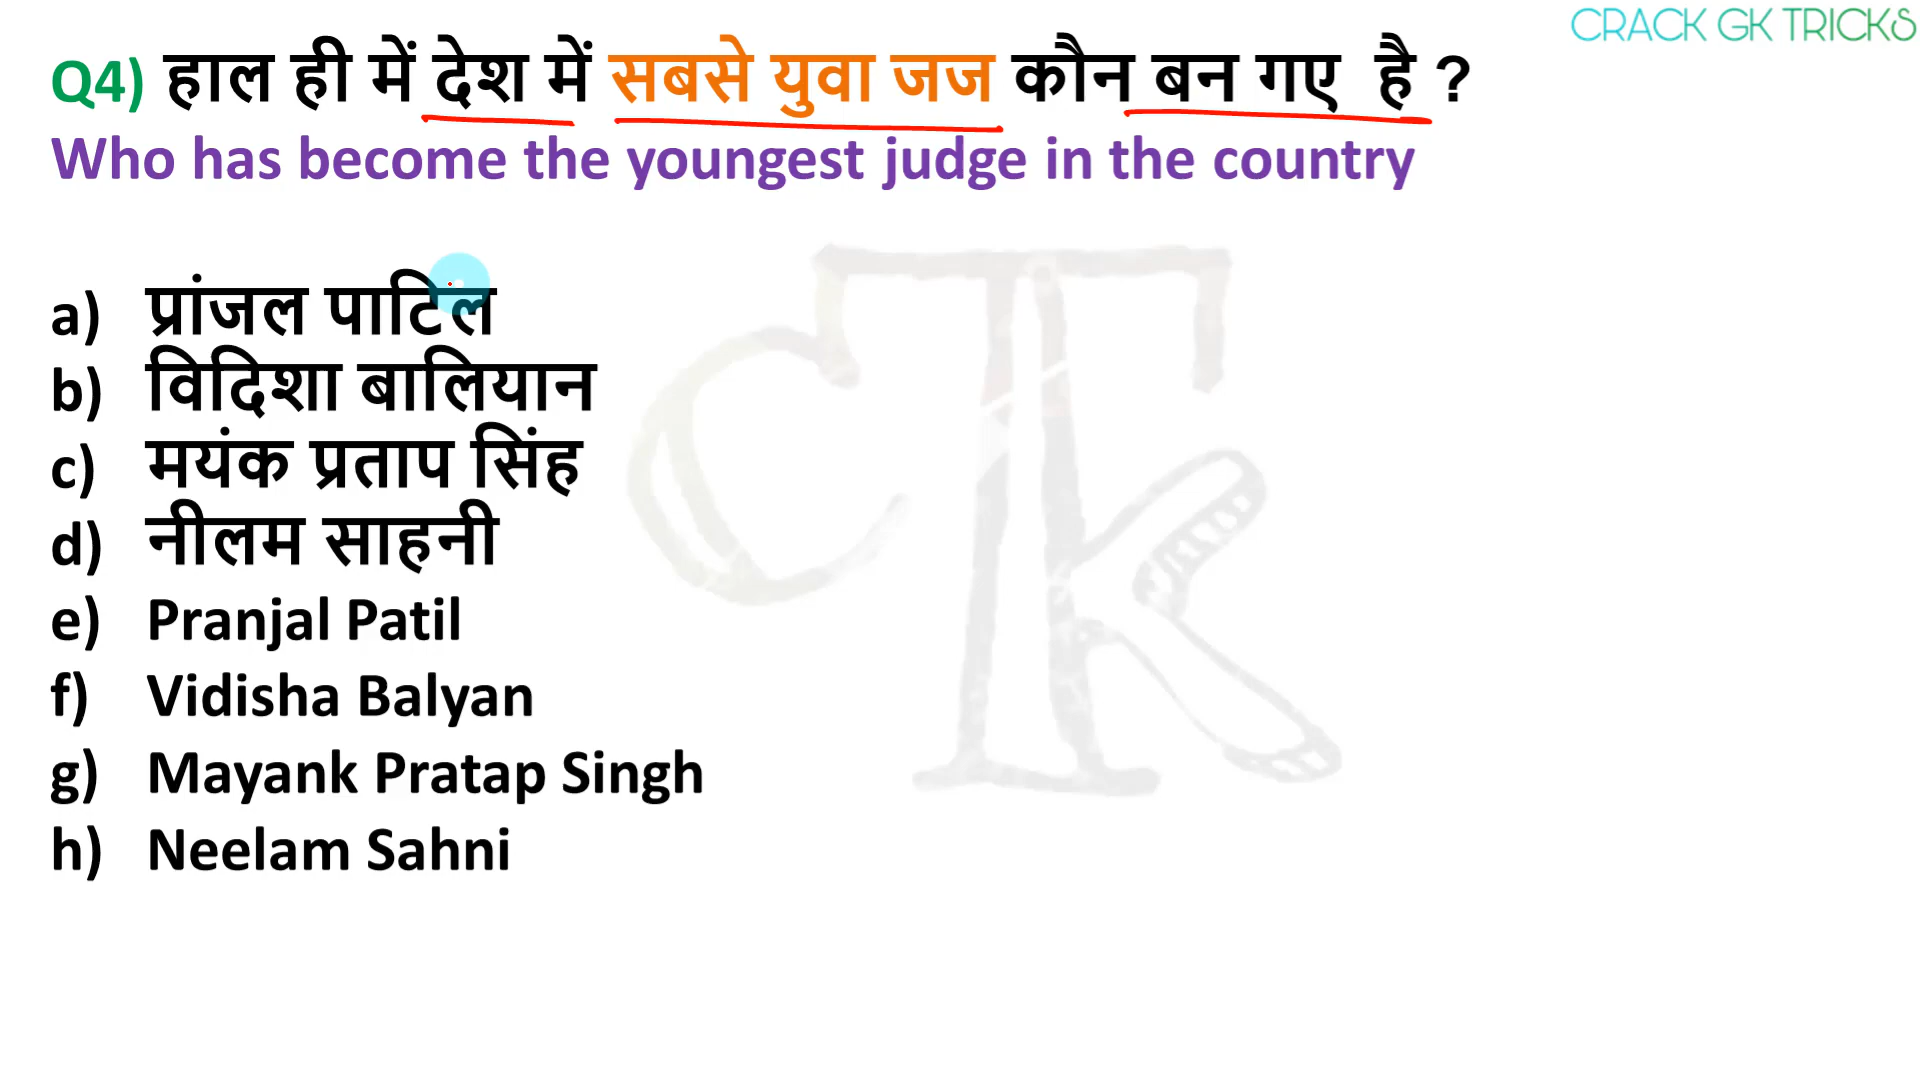 CRACK GK TRICKS
Q4) हाल ही में देश में सबसे युवा जज कौन बन गए है ?
Who has become the youngest judge in the country
a) प्रांजल पाटिल
b) विदिशा बालियान
c) मयंक प्रताप सिंह
d) नीलम साहनी
e) Pranjal Patil
f) Vidisha Balyan
g) Mayank Pratap Singh
h) Neelam Sahni
CTk